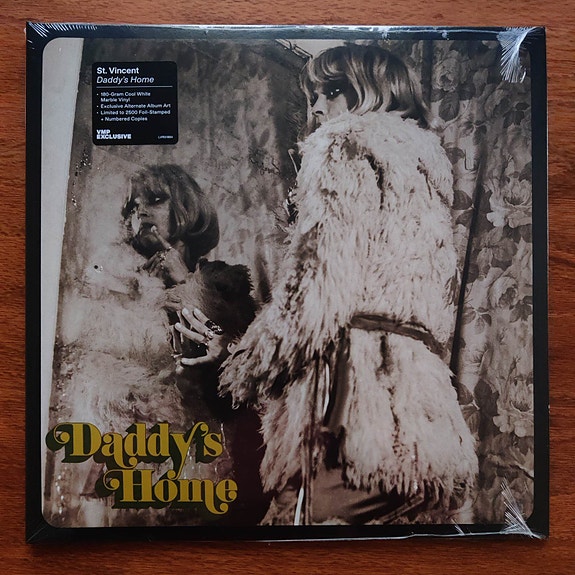 St. Vincent
Daddy's Home
• 180-Gram Cool White
Marble Vinyl
• Exclusive Alternate Album Art
• Limited to 2500 Foil-Stamped
+ Numbered Copies
VMP
EXCLUSIVE
Daddy's
Home